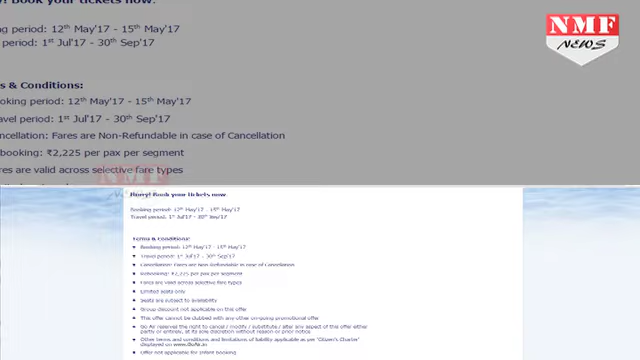 Book your tickets now.
ng period: 12th May'17 - 15th May'17
period: 1st Jul'17 - 30th Sep'17
NMF
NEWS
s & Conditions:
oking period: 12th May'17 - 15th May'17
avel period: 1st Jul'17 - 30th Sep'17
ncellation: Fares are Non-Refundable in case of Cancellation
booking: ₹2,225 per pax per segment
res are valid across selective fare types
NMF
Hurry! Book your tickets now.
Booking period: 12th May'17 - 15th May'17
Travel period: 1st Jul'17 - 30th Sep'17
Terms & Conditions:
Booking period: 12th May'17 - 15th May'17
Travel period: 1st Jul'17 - 30th Sep'17
Cancellation: Fares are Non-Refundable in case of Cancellation
Rebooking: ₹2,225 per pax per segment
Fares are valid across selective fare types
Limited seats only
Seats are subject to availability
Group discount not applicable on this offer
This offer cannot be clubbed with any other on-going promotional offer
Go Air reserves the right to cancel / modify / substitute / alter any aspect of this offer either
partly or entirely, at its sole discretion without reason or prior notice
Other terms and conditions and limitations of liability applicable as per 'Citizen's Charter'
displayed on www.GoAir.in
Offer not applicable for infant booking